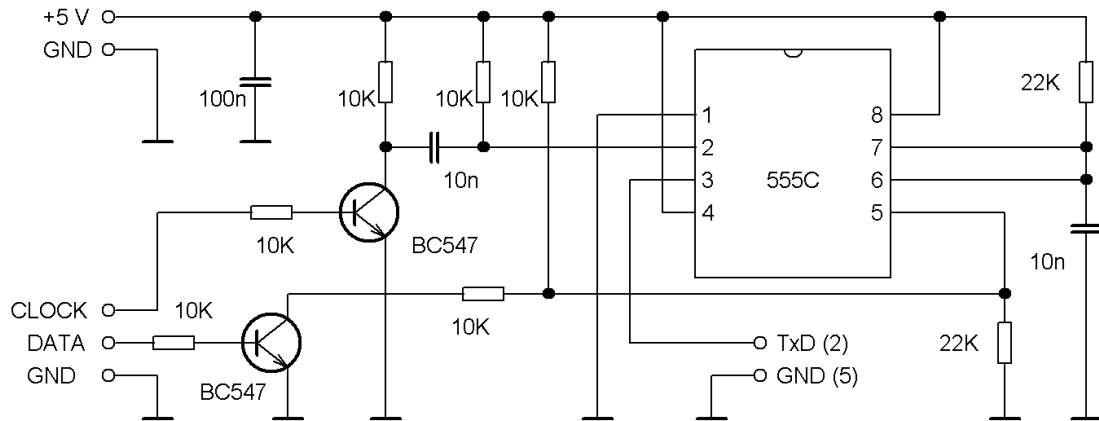 +5 V
GND
100n
10K
10K
10K
22K
1
2
3
4
555C
8
7
6
5
10n
10K
BC547
10n
CLOCK
10K
DATA
GND
BC547
10K
TxD (2)
GND (5)
22K